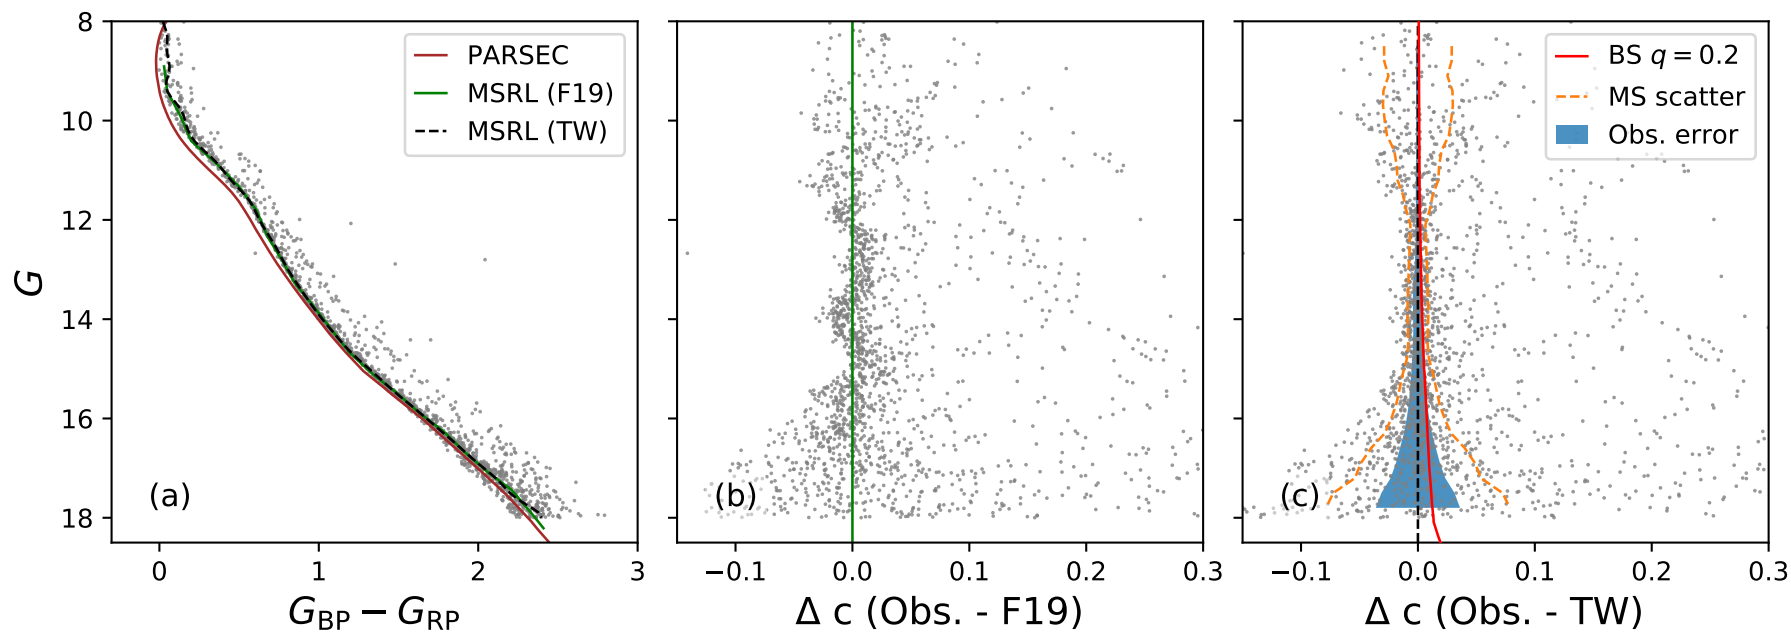 8
10
12
14
16
18
G
PARSEC
MSRL (F19)
MSRL (TW)
(a)
0
1
2
3
G_BP − G_RP
(b)
−0.1
0.0
0.1
0.2
0.3
Δ c (Obs. - F19)
BS q = 0.2
MS scatter
Obs. error
(c)
−0.1
0.0
0.1
0.2
0.3
Δ c (Obs. - TW)